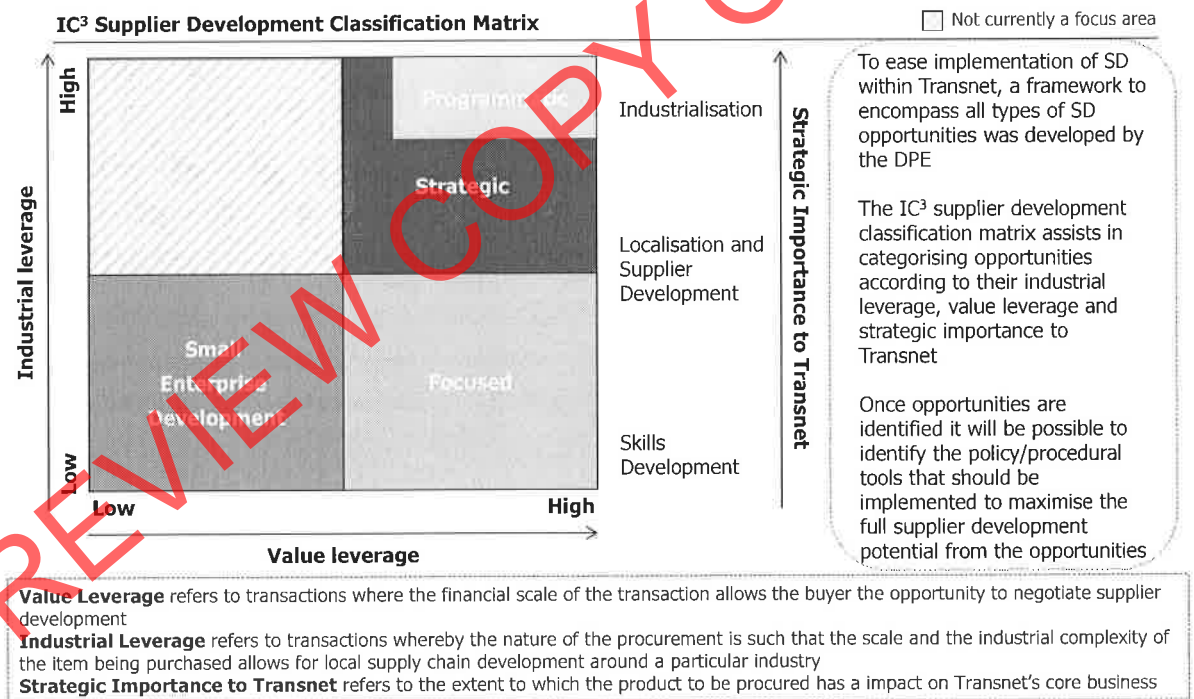 IC³ Supplier Development Classification Matrix
Not currently a focus area
High
Industrial leverage
Low
Strategic
Small
Enterprise
Development
Focused
Low
High
Value leverage
Industrialisation
Localisation and
Supplier
Development
Skills
Development
Strategic Importance to Transnet
To ease implementation of SD
within Transnet, a framework to
encompass all types of SD
opportunities was developed by
the DPE
The IC³ supplier development
classification matrix assists in
categorising opportunities
according to their industrial
leverage, value leverage and
strategic importance to
Transnet
Once opportunities are
identified it will be possible to
identify the policy/procedural
tools that should be
implemented to maximise the
full supplier development
potential from the opportunities
Value Leverage refers to transactions where the financial scale of the transaction allows the buyer the opportunity to negotiate supplier
development
Industrial Leverage refers to transactions whereby the nature of the procurement is such that the scale and the industrial complexity of
the item being purchased allows for local supply chain development around a particular industry
Strategic Importance to Transnet refers to the extent to which the product to be procured has a impact on Transnet's core business
REVIEW COPY